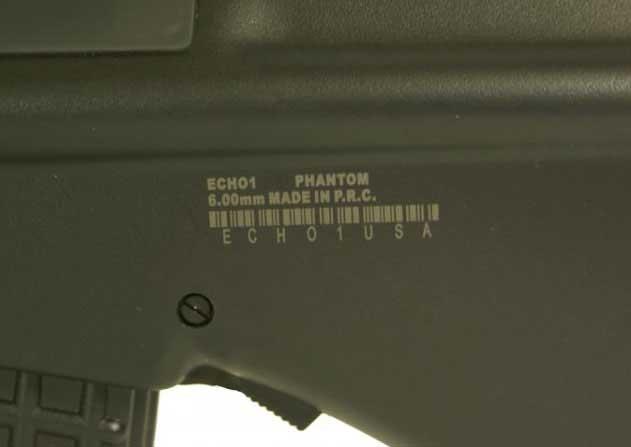 ECHO1 PHANTOM
6.00mm MADE IN P.R.C.
ECHO1USA